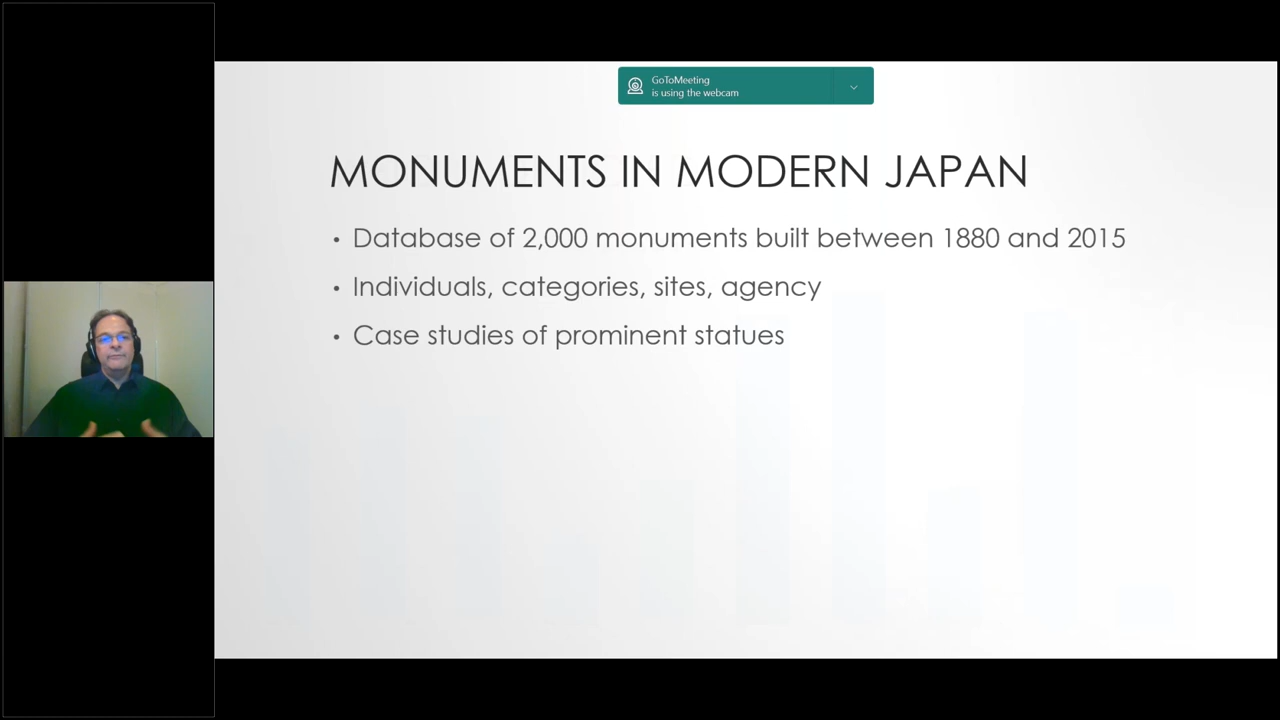 GoToMeeting
is using the webcam
MONUMENTS IN MODERN JAPAN
• Database of 2,000 monuments built between 1880 and 2015
• Individuals, categories, sites, agency
• Case studies of prominent statues